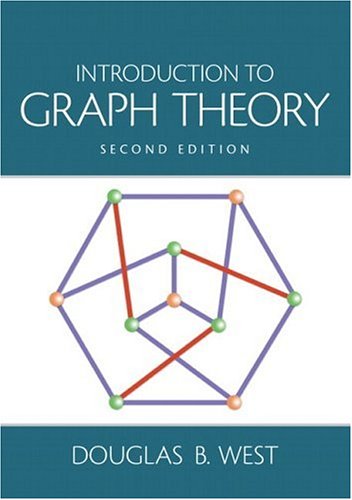 INTRODUCTION TO
GRAPH THEORY
SECOND EDITION
DOUGLAS B. WEST